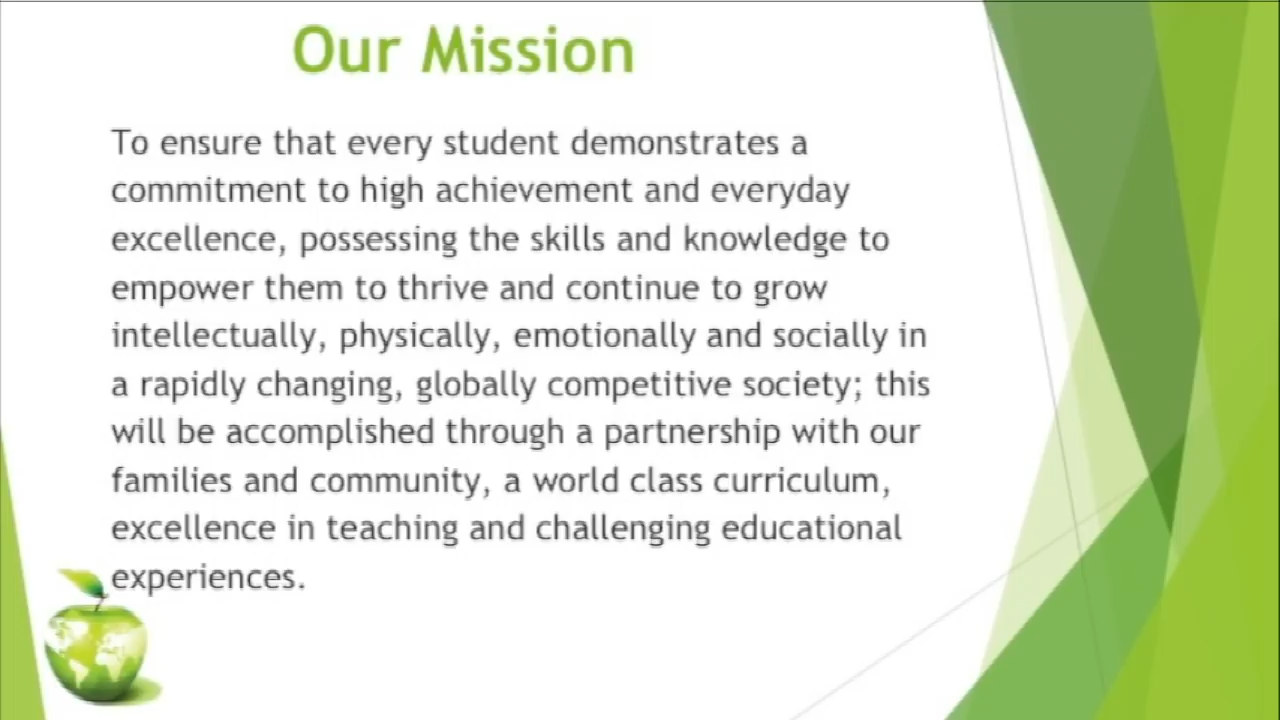 Our Mission
To ensure that every student demonstrates a
commitment to high achievement and everyday
excellence, possessing the skills and knowledge to
empower them to thrive and continue to grow
intellectually, physically, emotionally and socially in
a rapidly changing, globally competitive society; this
will be accomplished through a partnership with our
families and community, a world class curriculum,
excellence in teaching and challenging educational
experiences.